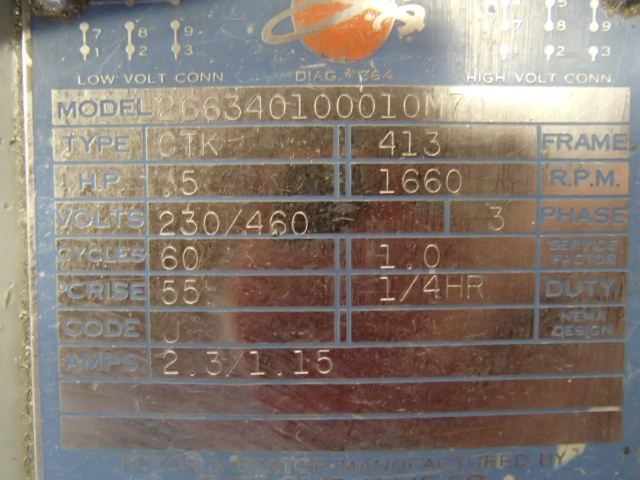 7 8 9
1 2 3
5
8 9
2 3
LOW VOLT CONN. DIAG.# 364 HIGH VOLT CONN.
MODEL 266340100010M70
TYPE CTK 413 FRAME
H.P. .5 1660 R.P.M.
VOLTS 230/460 3 PHASE
CYCLES 60 1.0 SERVICE FACTOR
°C RISE 55 1/4HR DUTY
CODE J NEMA DESIGN
AMPS 2.3/1.15
ROTOR & STATOR MANUFACTURED BY